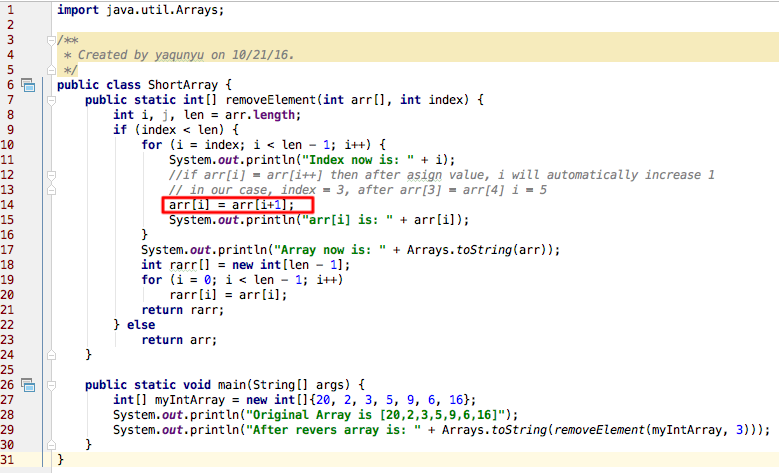 1 import java.util.Arrays;
2
3 /**
4 * Created by yaqunyu on 10/21/16.
5 */
6 public class ShortArray {
7 public static int[] removeElement(int arr[], int index) {
8 int i, j, len = arr.length;
9 if (index < len) {
10 for (i = index; i < len - 1; i++) {
11 System.out.println("Index now is: " + i);
12 //if arr[i] = arr[i++] then after asign value, i will automatically increase 1
13 // in our case, index = 3, after arr[3] = arr[4] i = 5
14 arr[i] = arr[i+1];
15 System.out.println("arr[i] is: " + arr[i]);
16 }
17 System.out.println("Array now is: " + Arrays.toString(arr));
18 int rarr[] = new int[len - 1];
19 for (i = 0; i < len - 1; i++)
20 rarr[i] = arr[i];
21 return rarr;
22 } else
23 return arr;
24 }
25
26 public static void main(String[] args) {
27 int[] myIntArray = new int[]{20, 2, 3, 5, 9, 6, 16};
28 System.out.println("Original Array is [20,2,3,5,9,6,16]");
29 System.out.println("After revers array is: " + Arrays.toString(removeElement(myIntArray, 3)));
30 }
31 }